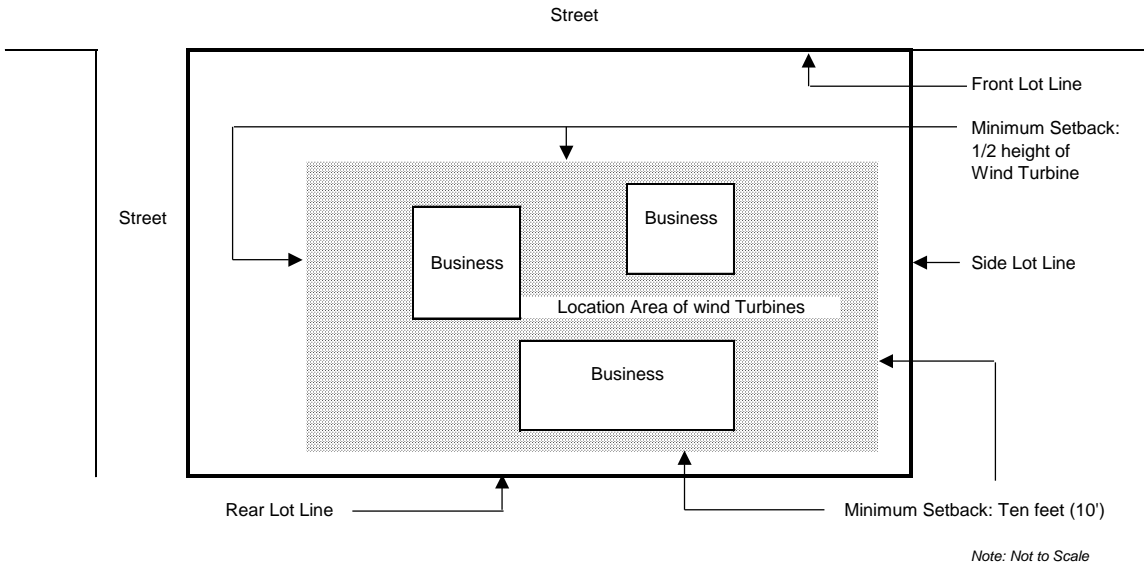 Street
Front Lot Line
Minimum Setback:
1/2 height of
Wind Turbine
Street
Business
Business
Side Lot Line
Location Area of wind Turbines
Business
Rear Lot Line
Minimum Setback: Ten feet (10')
Note: Not to Scale